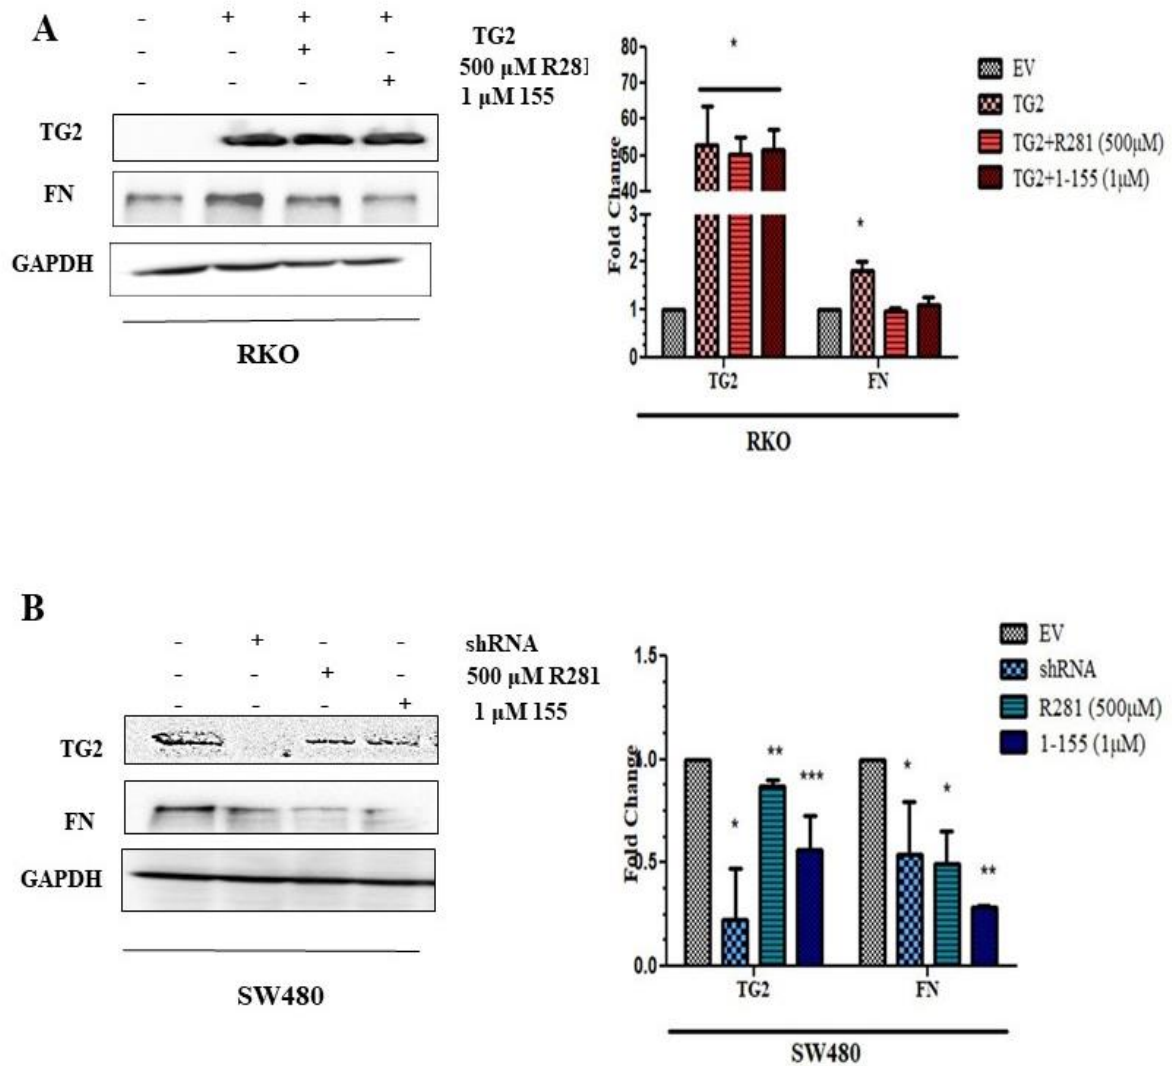 A
- + + +
- - + -
- - - +
TG2
500 µM R281
1 µM 155
TG2
FN
GAPDH
RKO
80
70
60
50
40
3
2
1
0
Fold Change
*
*
TG2 FN
RKO
EV
TG2
TG2+R281 (500µM)
TG2+1-155 (1µM)
B
- + - -
- - + -
- - - +
shRNA
500 µM R281
1 µM 155
TG2
FN
GAPDH
SW480
1.5
1.0
0.5
0.0
Fold Change
* ** *** * * **
TG2 FN
SW480
EV
shRNA
R281 (500µM)
1-155 (1µM)